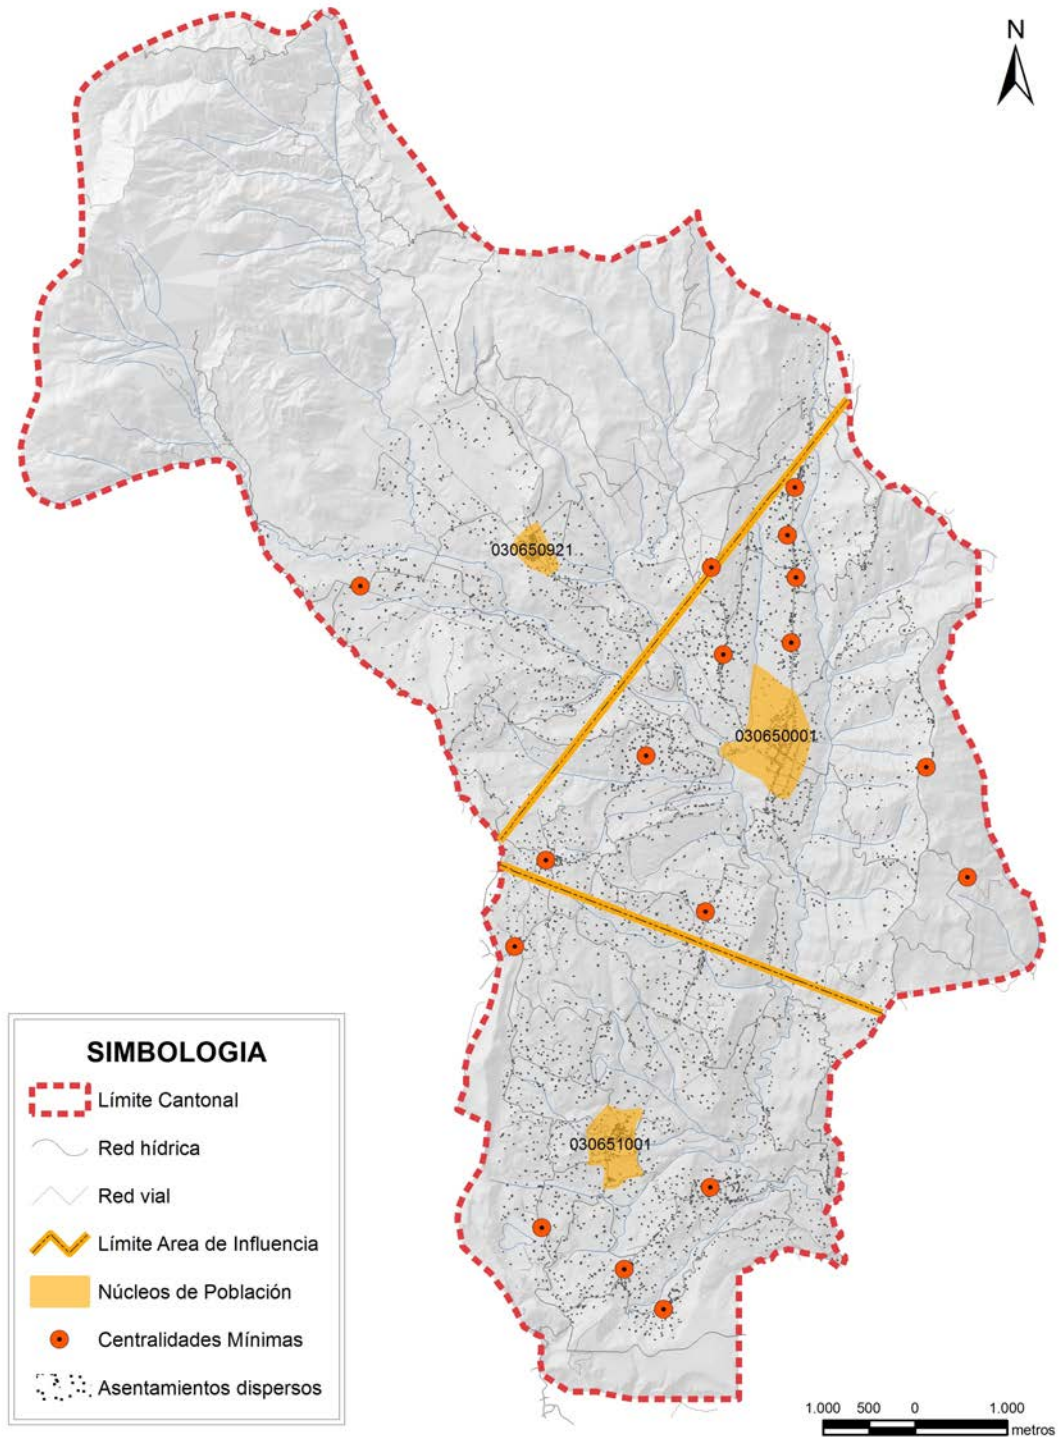 N
030650921
030650001
030651001
SIMBOLOGIA
Límite Cantonal
Red hídrica
Red vial
Límite Area de Influencia
Núcleos de Población
Centralidades Mínimas
Asentamientos dispersos
1.000 500 0 1.000
metros